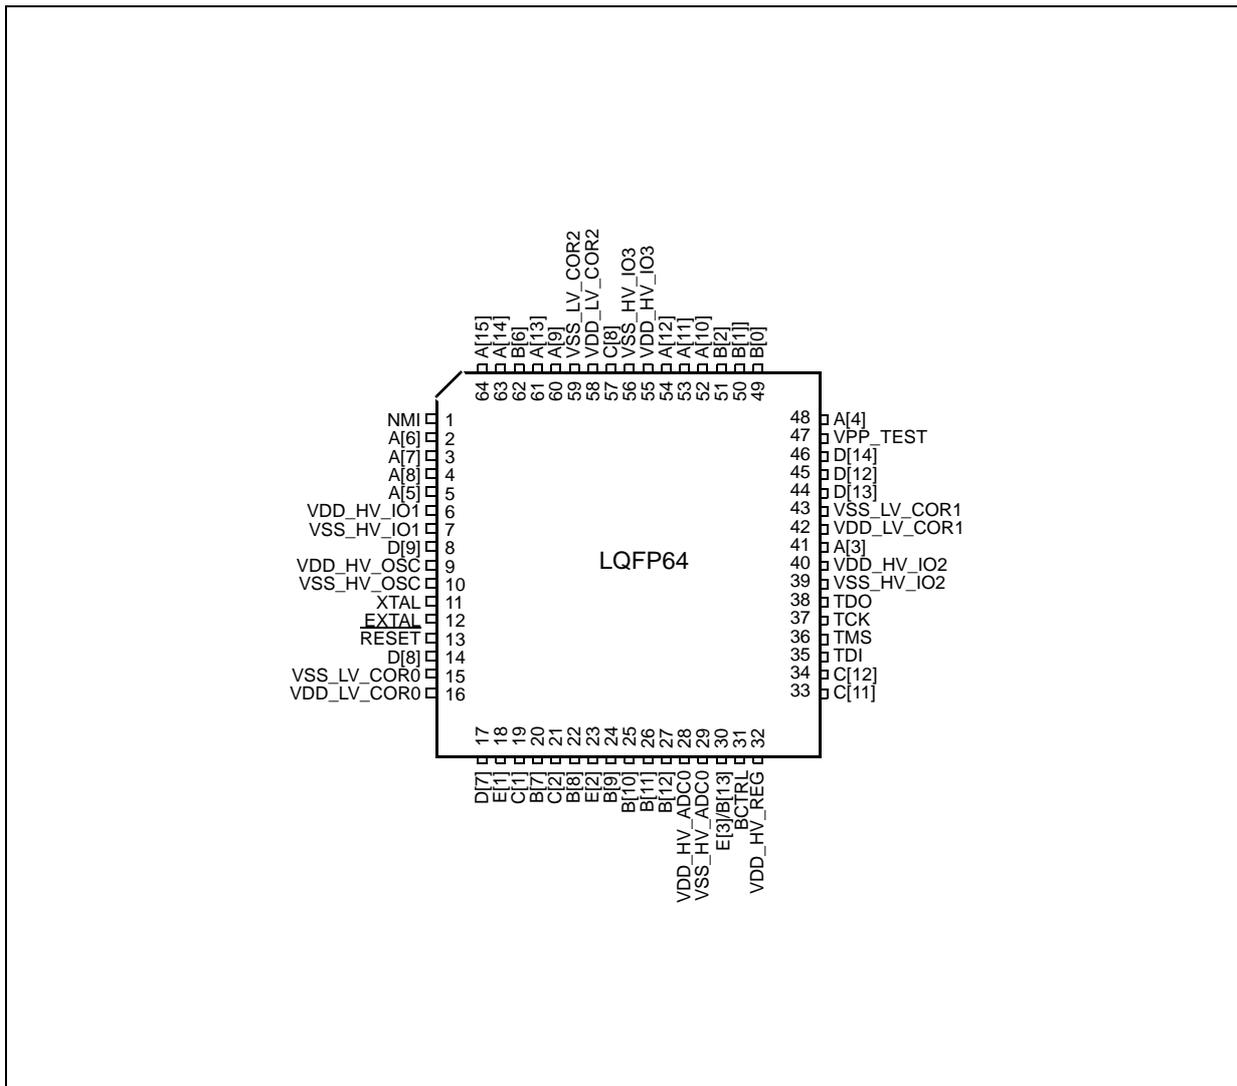 64 A[15]
63 A[14]
62 B[6]
61 A[13]
60 A[9]
59 VSS_LV_COR2
58 VDD_LV_COR2
57 C[8]
56 VSS_HV_IO3
55 VDD_HV_IO3
54 A[12]
53 A[11]
52 A[10]
51 B[2]
50 B[1]]
49 B[0]
NMI 1
A[6] 2
A[7] 3
A[8] 4
A[5] 5
VDD_HV_IO1 6
VSS_HV_IO1 7
D[9] 8
VDD_HV_OSC 9
VSS_HV_OSC 10
XTAL 11
EXTAL 12
RESET 13
D[8] 14
VSS_LV_COR0 15
VDD_LV_COR0 16
LQFP64
48 A[4]
47 VPP_TEST
46 D[14]
45 D[12]
44 D[13]
43 VSS_LV_COR1
42 VDD_LV_COR1
41 A[3]
40 VDD_HV_IO2
39 VSS_HV_IO2
38 TDO
37 TCK
36 TMS
35 TDI
34 C[12]
33 C[11]
D[7] 17
E[1] 18
C[1] 19
B[7] 20
C[2] 21
B[8] 22
E[2] 23
B[9] 24
B[10] 25
B[11] 26
B[12] 27
VDD_HV_ADC0 28
VSS_HV_ADC0 29
E[3]/B[13] 30
BCTRL 31
VDD_HV_REG 32